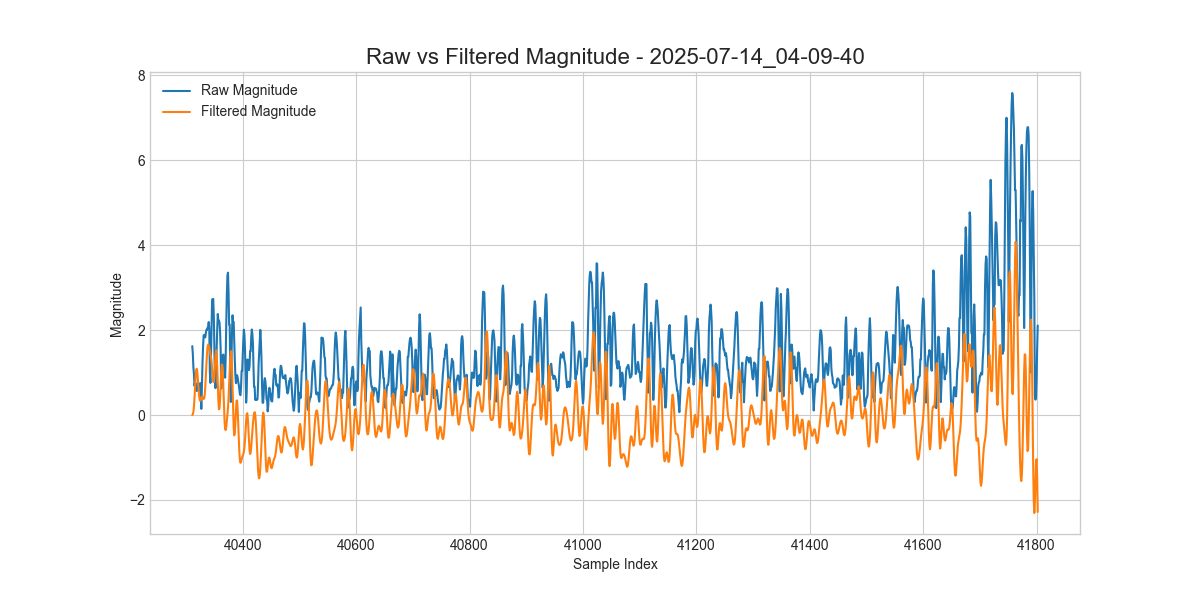 Raw vs Filtered Magnitude - 2025-07-14_04-09-40
Raw Magnitude
Filtered Magnitude
Magnitude
8
6
4
2
0
−2
40400 40600 40800 41000 41200 41400 41600 41800
Sample Index